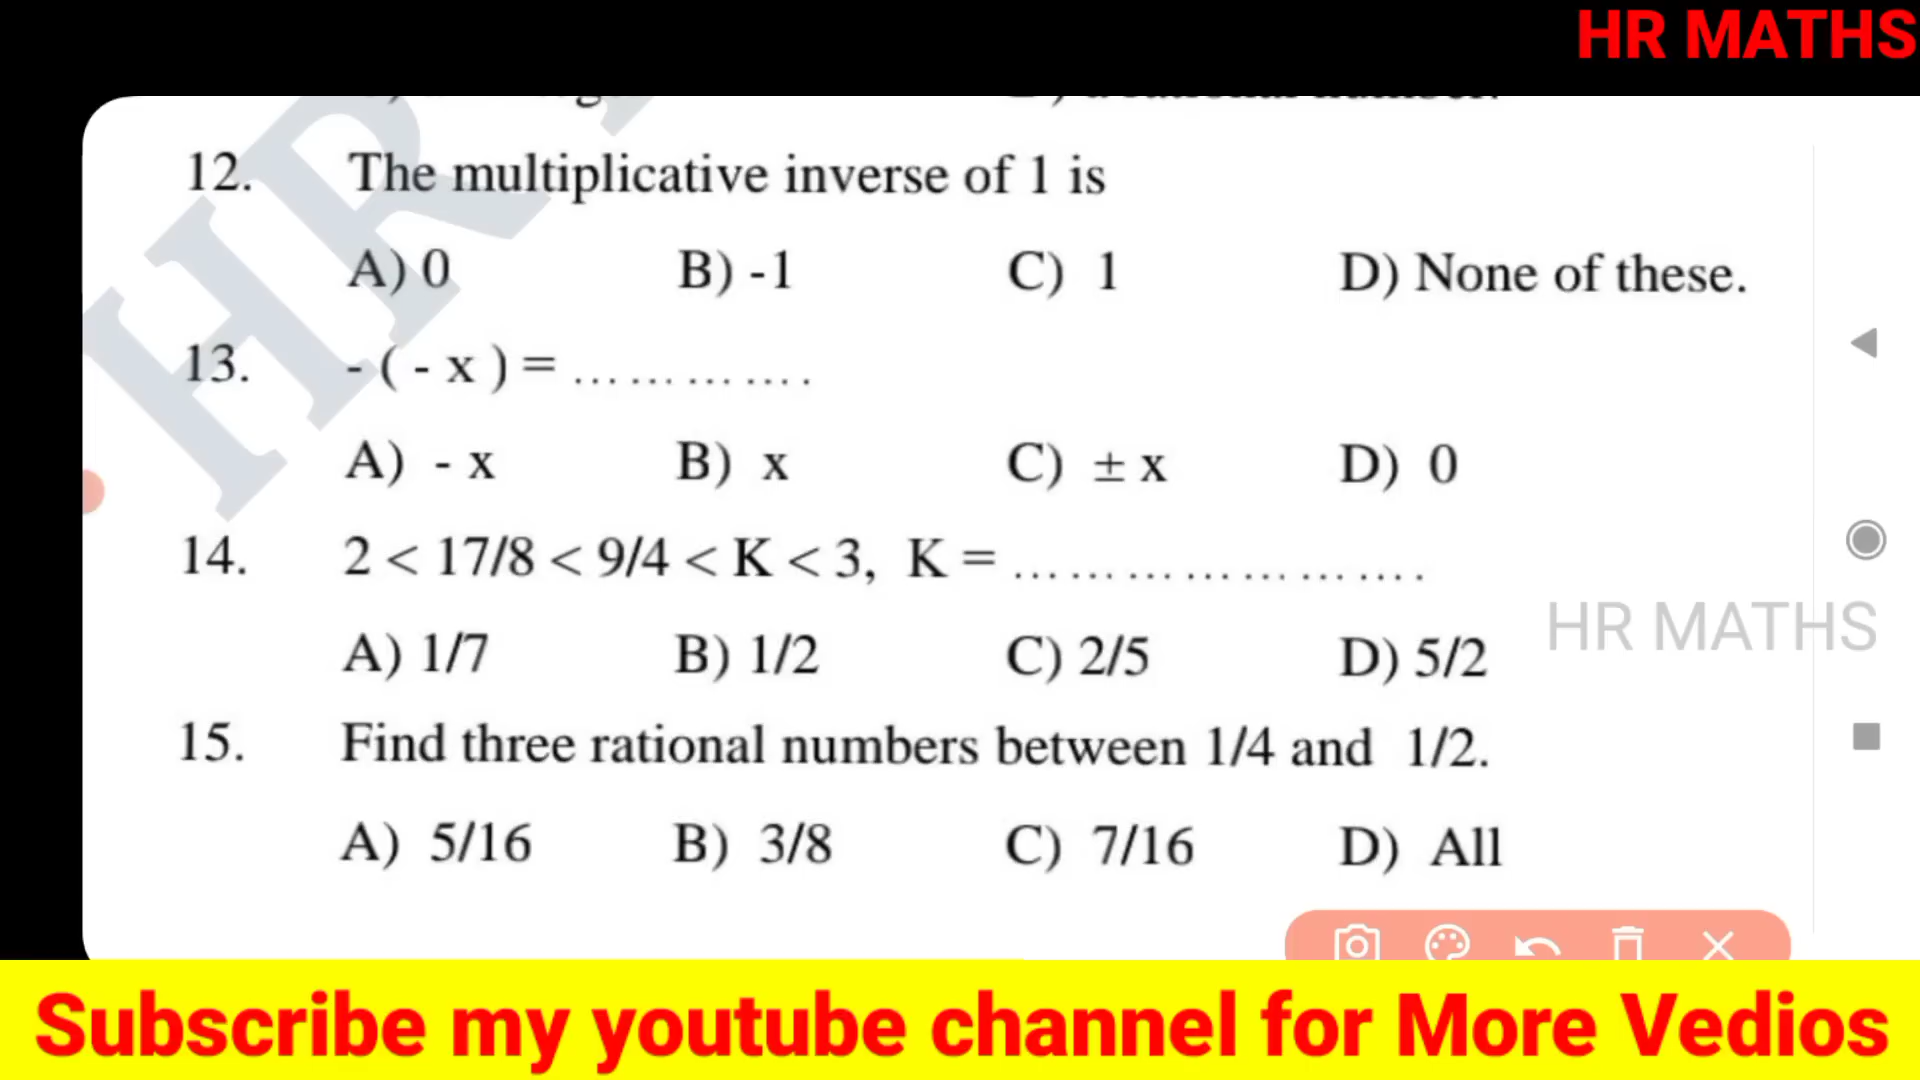 HR MATHS
12. The multiplicative inverse of 1 is
A) 0 B) -1 C) 1 D) None of these.
13. - ( - x ) = ………….
A) - x B) x C) ± x D) 0
14. 2 < 17/8 < 9/4 < K < 3, K = ………………….
A) 1/7 B) 1/2 C) 2/5 D) 5/2
HR MATHS
15. Find three rational numbers between 1/4 and 1/2.
A) 5/16 B) 3/8 C) 7/16 D) All
Subscribe my youtube channel for More Vedios